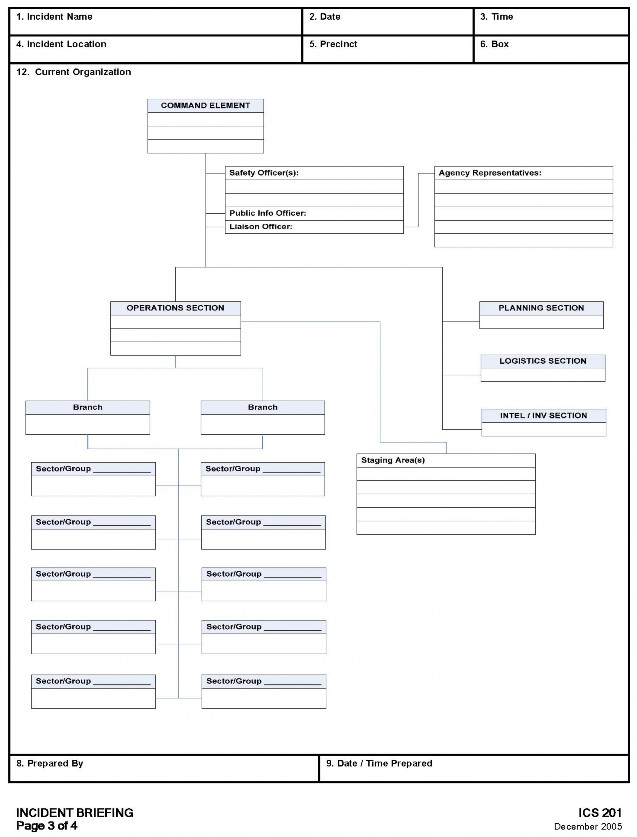 1. Incident Name
2. Date
3. Time
4. Incident Location
5. Precinct
6. Box
12. Current Organization
COMMAND ELEMENT
Safety Officer(s):
Agency Representatives:
Public Info Officer:
Liaison Officer:
OPERATIONS SECTION
PLANNING SECTION
LOGISTICS SECTION
INTEL / INV SECTION
Branch
Branch
Staging Area(s)
Sector/Group ___________
Sector/Group ___________
Sector/Group ___________
Sector/Group ___________
Sector/Group ___________
Sector/Group ___________
Sector/Group ___________
Sector/Group ___________
Sector/Group ___________
Sector/Group ___________
8. Prepared By
9. Date / Time Prepared
INCIDENT BRIEFING
ICS 201
Page 3 of 4
December 2005